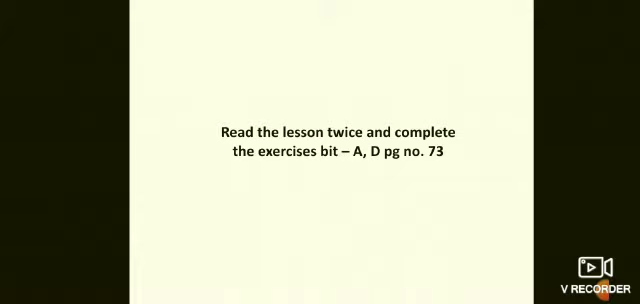 Read the lesson twice and complete
the exercises bit – A, D pg no. 73
V RECORDER